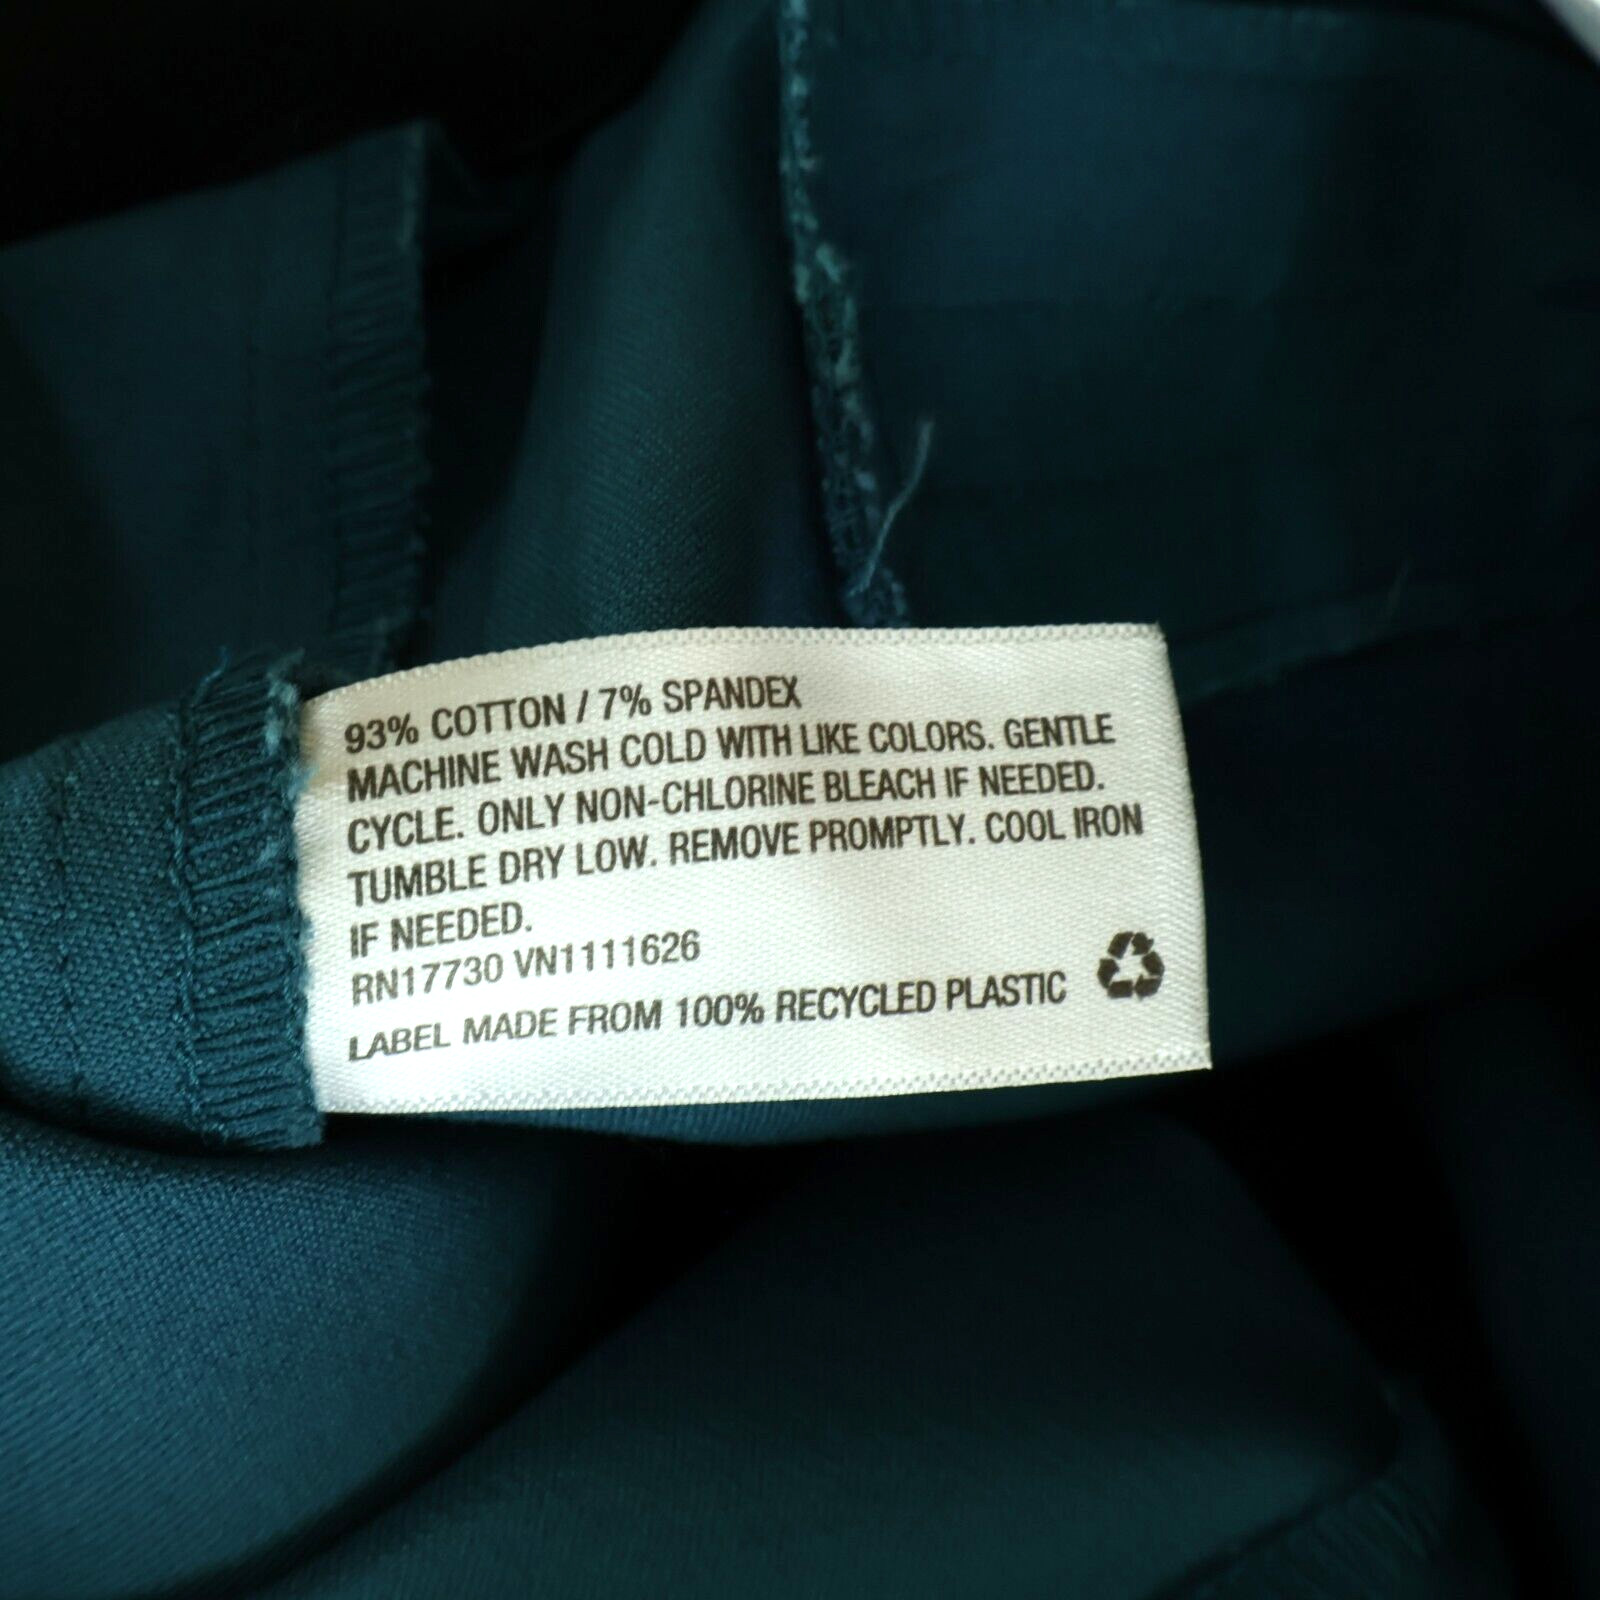 93% COTTON / 7% SPANDEX
MACHINE WASH COLD WITH LIKE COLORS. GENTLE
CYCLE. ONLY NON-CHLORINE BLEACH IF NEEDED.
TUMBLE DRY LOW. REMOVE PROMPTLY. COOL IRON
IF NEEDED.
RN17730 VN1111626
LABEL MADE FROM 100% RECYCLED PLASTIC